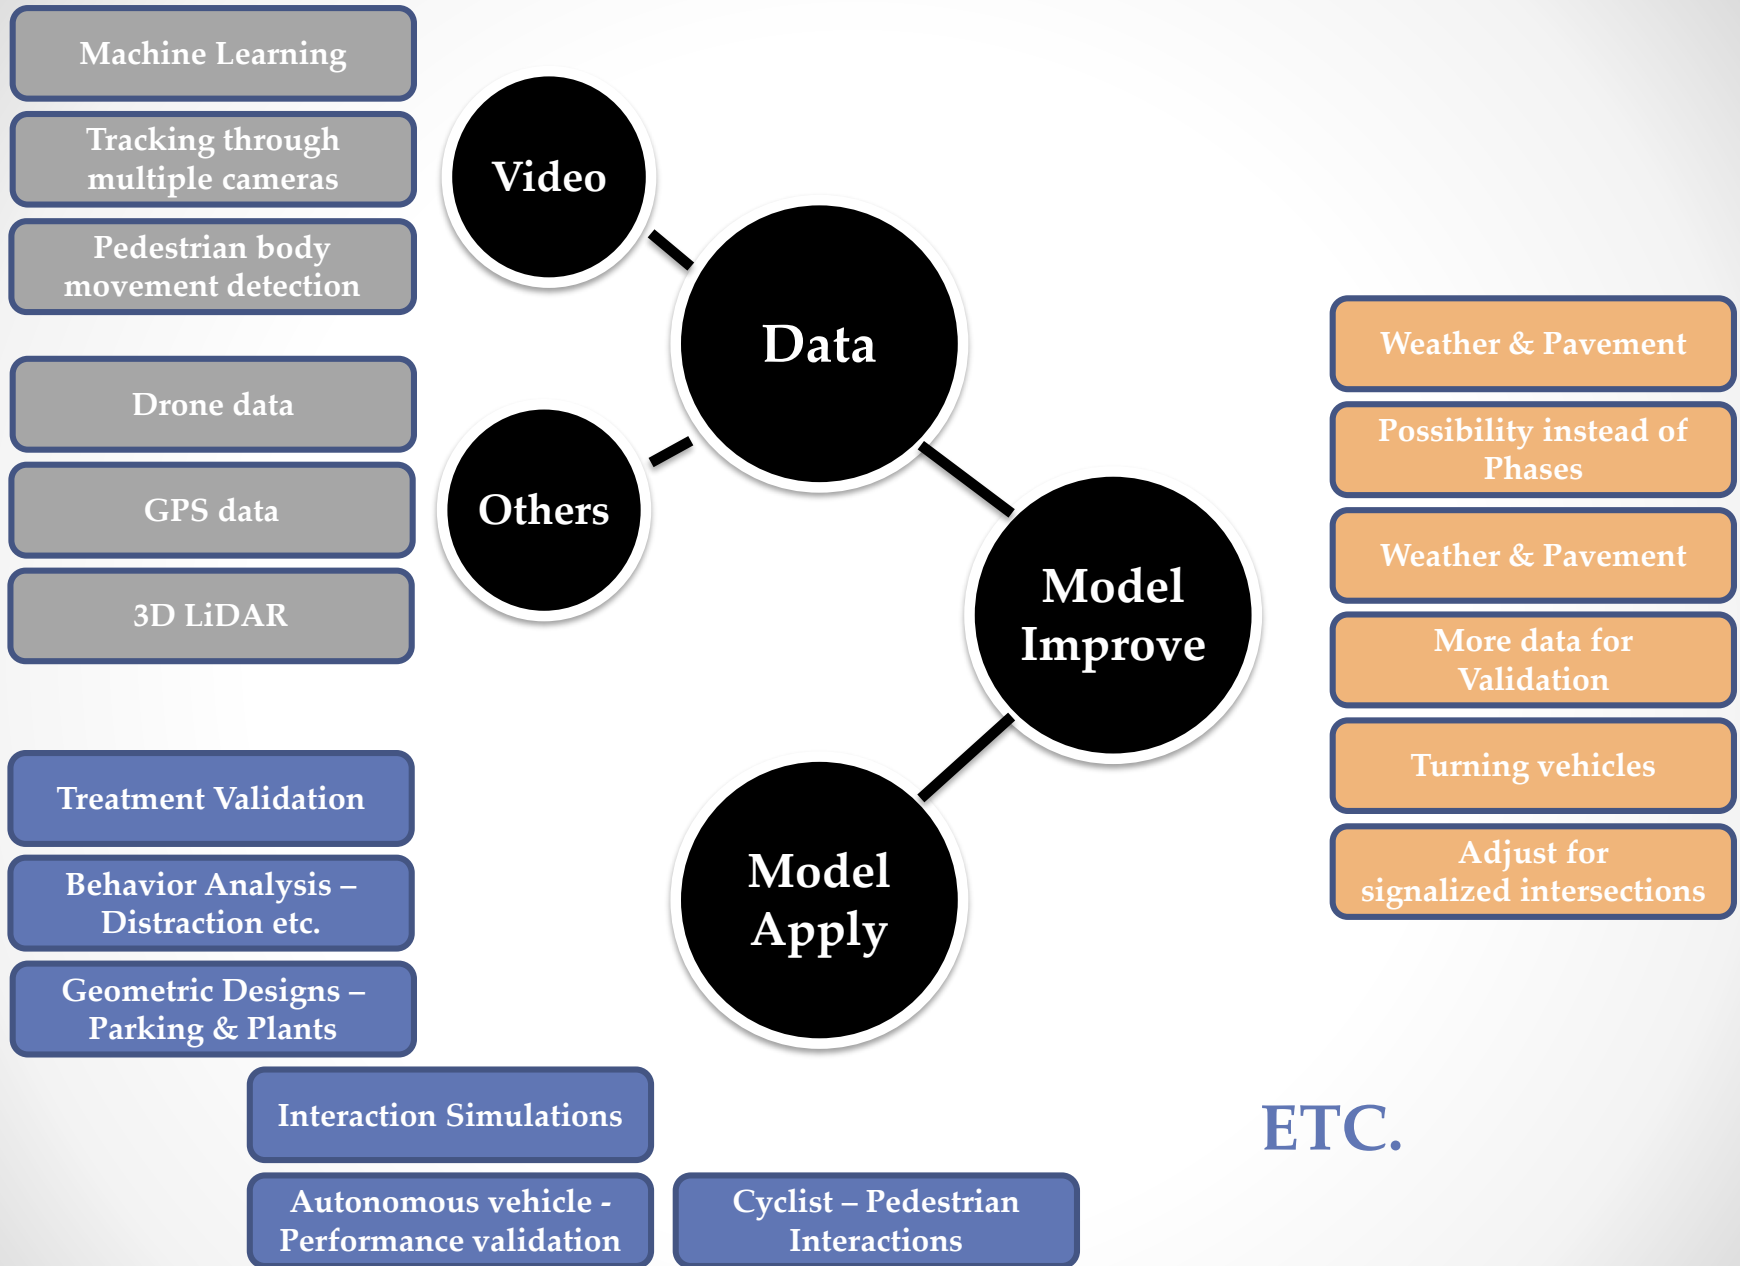 Machine Learning
Tracking through
multiple cameras
Pedestrian body
movement detection
Video
Data
Drone data
GPS data
3D LiDAR
Others
Weather & Pavement
Possibility instead of
Phases
Weather & Pavement
More data for
Validation
Turning vehicles
Adjust for
signalized intersections
Model
Improve
Model
Apply
Treatment Validation
Behavior Analysis –
Distraction etc.
Geometric Designs –
Parking & Plants
Interaction Simulations
Autonomous vehicle -
Performance validation
Cyclist – Pedestrian
Interactions
ETC.